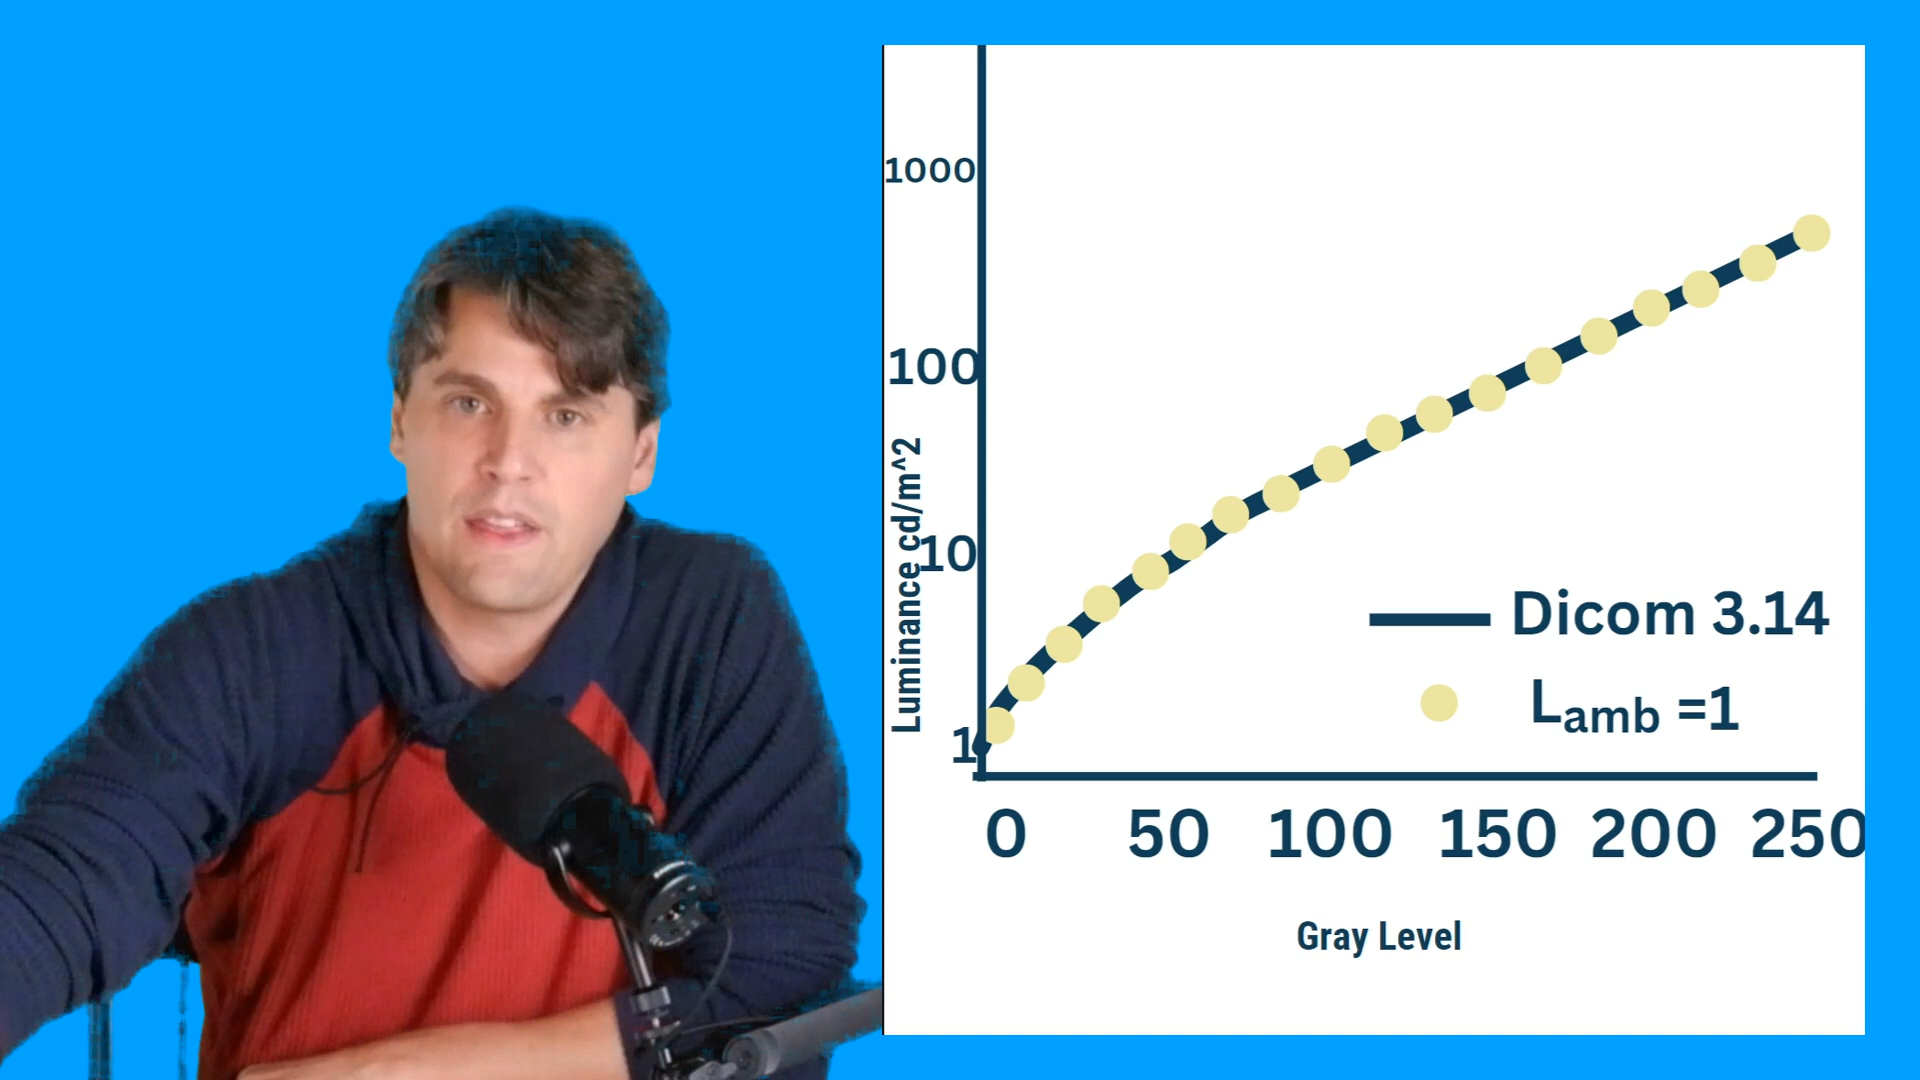 1000
100
10
1
Luminance cd/m^2
Dicom 3.14
Lamb =1
0 50 100 150 200 250
Gray Level